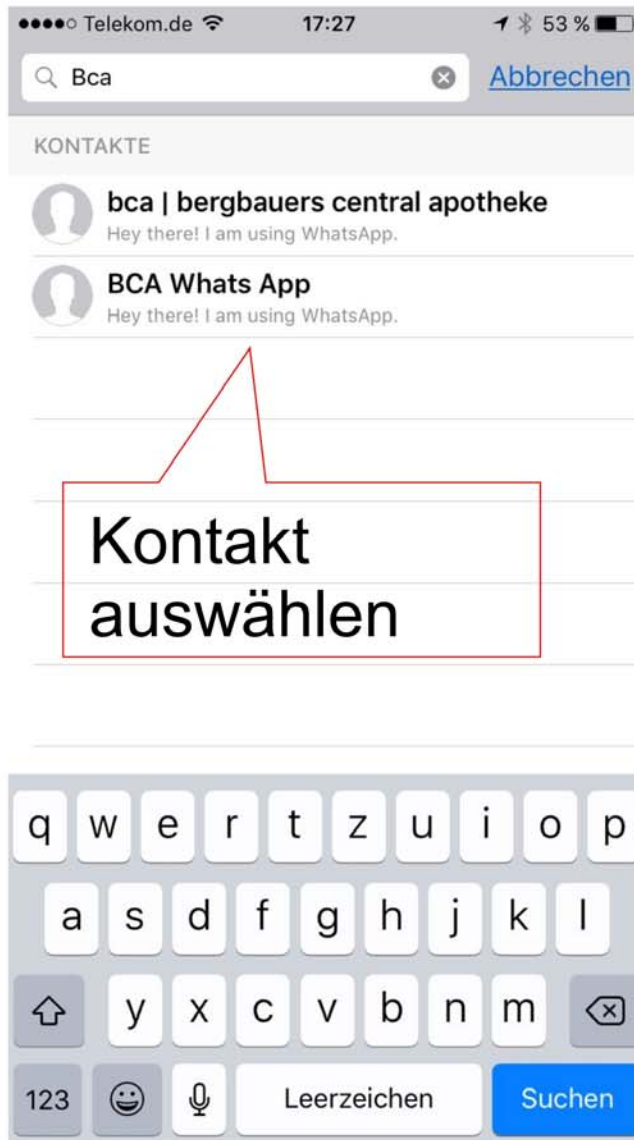 Telekom.de 17:27 53 %
Bca Abbrechen
KONTAKTE
bca | bergbauers central apotheke
Hey there! I am using WhatsApp.
BCA Whats App
Hey there! I am using WhatsApp.
Kontakt
auswählen
q w e r t z u i o p
a s d f g h j k l
y x c v b n m
123 Leerzeichen Suchen